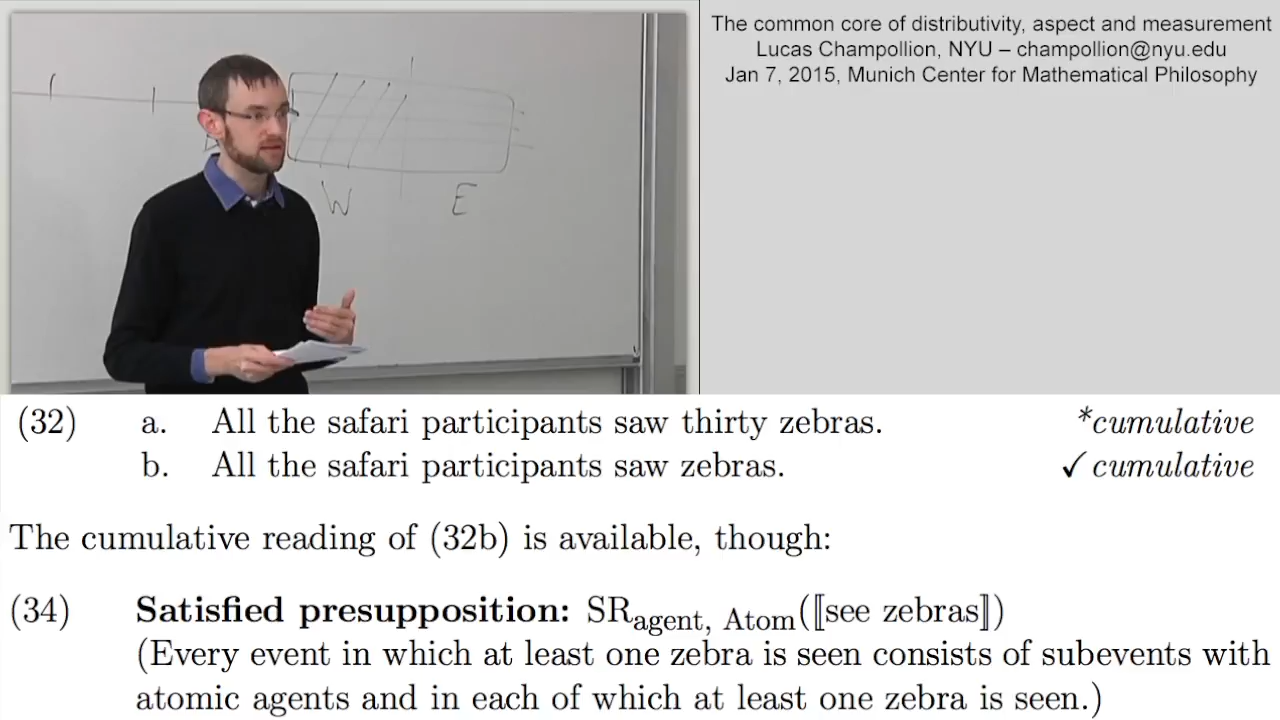 The common core of distributivity, aspect and measurement
Lucas Champollion, NYU – champollion@nyu.edu
Jan 7, 2015, Munich Center for Mathematical Philosophy
W E
(32) a. All the safari participants saw thirty zebras. *cumulative
b. All the safari participants saw zebras. ✓cumulative
The cumulative reading of (32b) is available, though:
(34) Satisfied presupposition: SRagent, Atom(⟦see zebras⟧)
(Every event in which at least one zebra is seen consists of subevents with
atomic agents and in each of which at least one zebra is seen.)